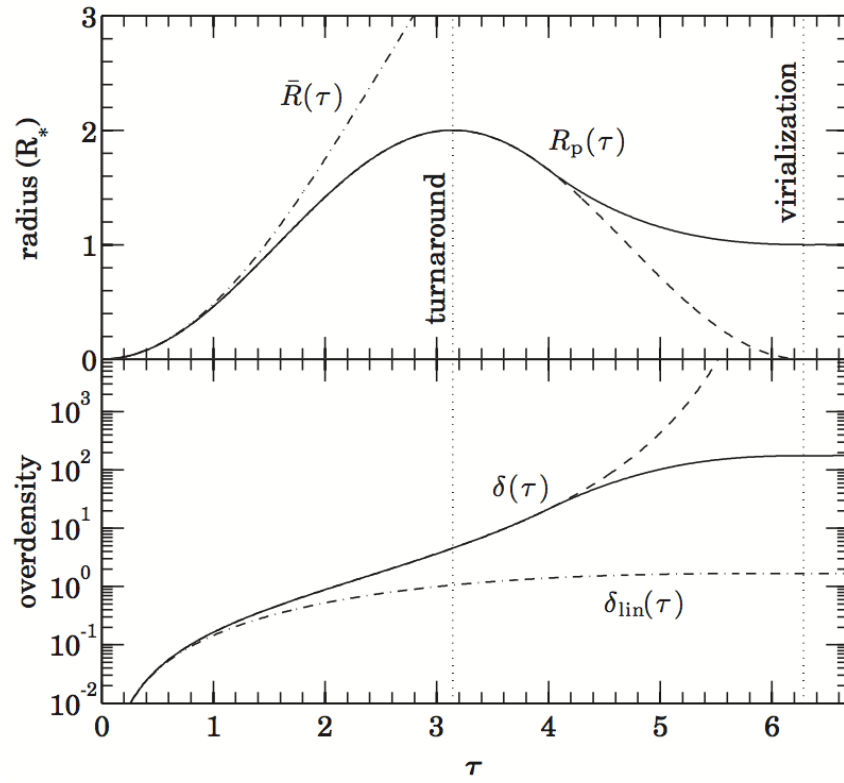 3
2
1
0
radius (R_*)
R̄(τ)
R_p(τ)
turnaround
virialization
10^3
10^2
10^1
10^0
10^-1
10^-2
overdensity
δ(τ)
δ_lin(τ)
0 1 2 3 4 5 6
τ